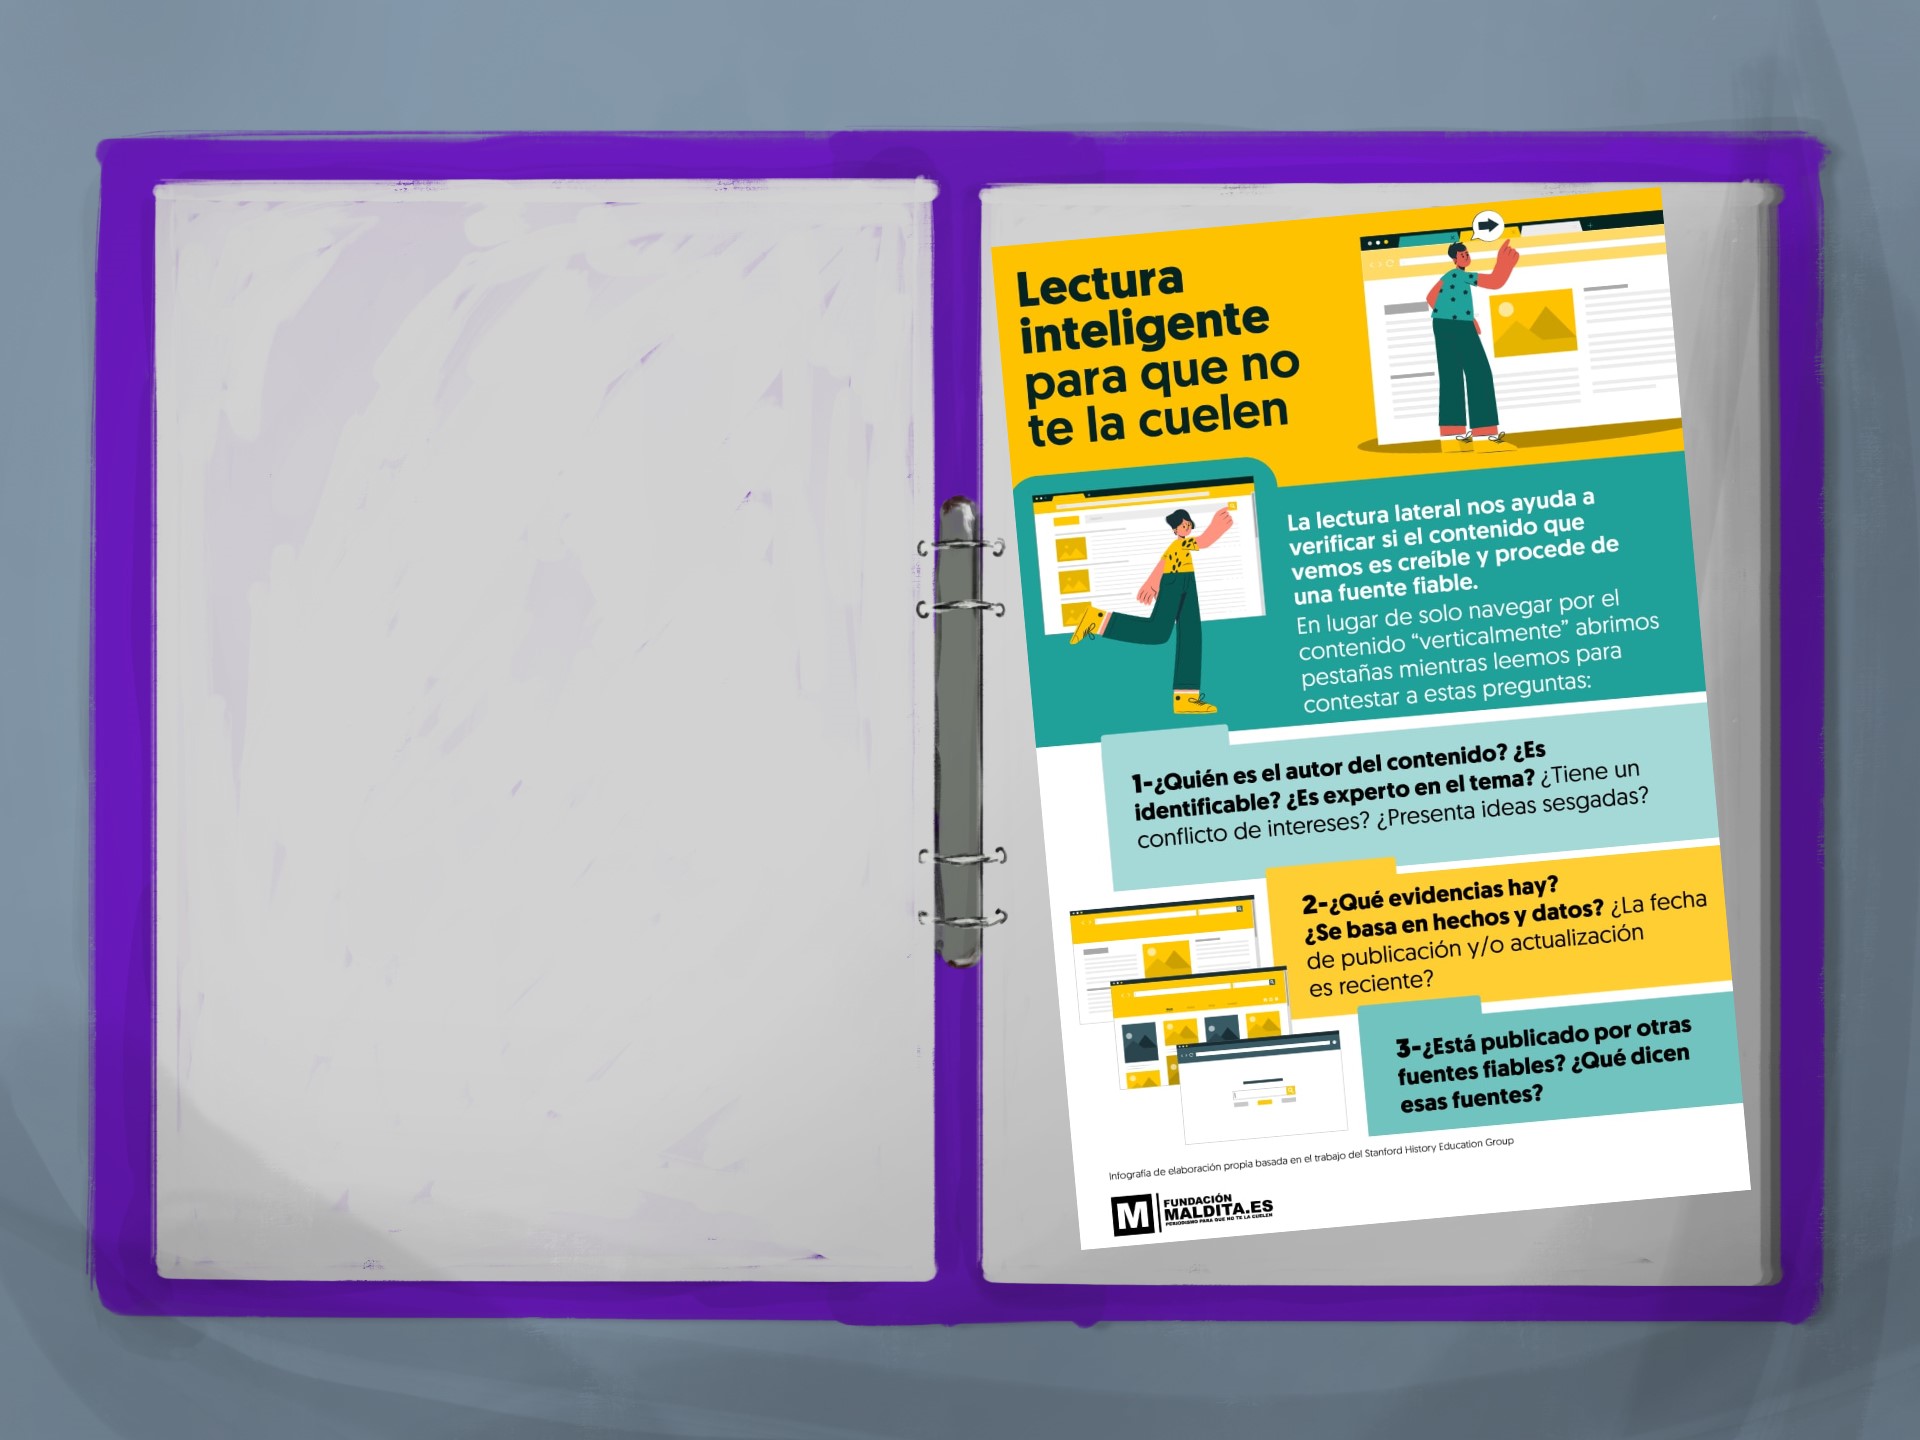 Lectura
inteligente
para que no
te la cuelen
La lectura lateral nos ayuda a
verificar si el contenido que
vemos es creíble y procede de
una fuente fiable.
En lugar de solo navegar por el
contenido “verticalmente” abrimos
pestañas mientras leemos para
contestar a estas preguntas:
1-¿Quién es el autor del contenido? ¿Es
identificable? ¿Es experto en el tema? ¿Tiene un
conflicto de intereses? ¿Presenta ideas sesgadas?
2-¿Qué evidencias hay?
¿Se basa en hechos y datos? ¿La fecha
de publicación y/o actualización
es reciente?
3-¿Está publicado por otras
fuentes fiables? ¿Qué dicen
esas fuentes?
Infografía de elaboración propia basada en el trabajo del Stanford History Education Group
M
FUNDACIÓN
MALDITA.ES
PERIODISMO PARA QUE NO TE LA CUELEN